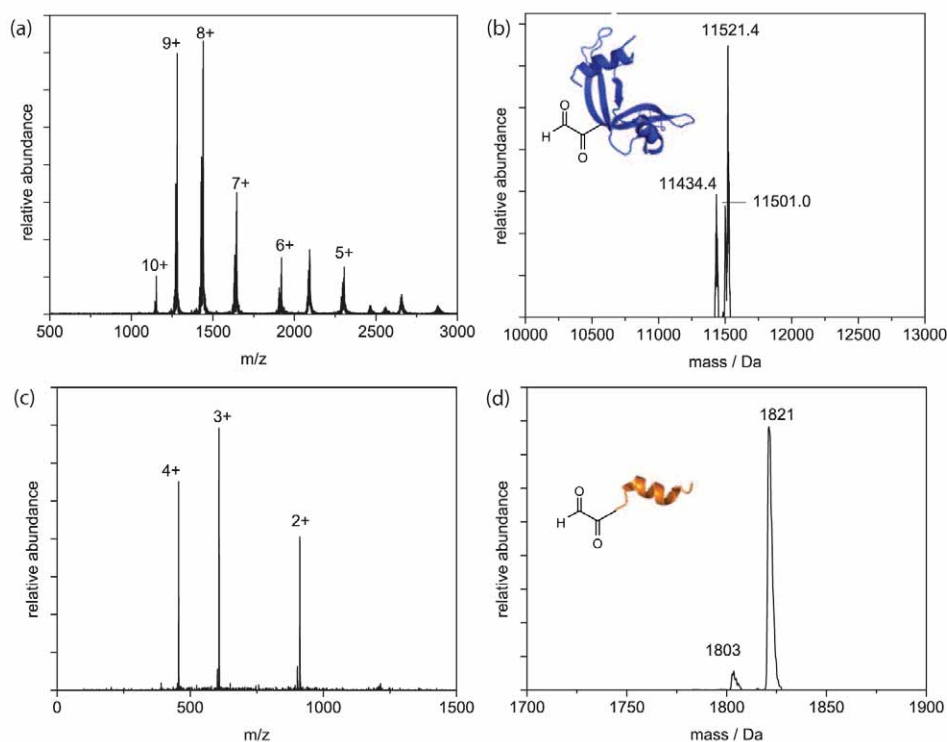 (a)
relative abundance
10+
9+
8+
7+
6+
5+
500 1000 1500 2000 2500 3000
m/z
(b)
relative abundance
11521.4
11434.4
11501.0
H
O
O
10000 10500 11000 11500 12000 12500 13000
mass / Da
(c)
relative abundance
4+
3+
2+
0 500 1000 1500
m/z
(d)
relative abundance
1821
1803
H
O
O
1700 1750 1800 1850 1900
mass / Da